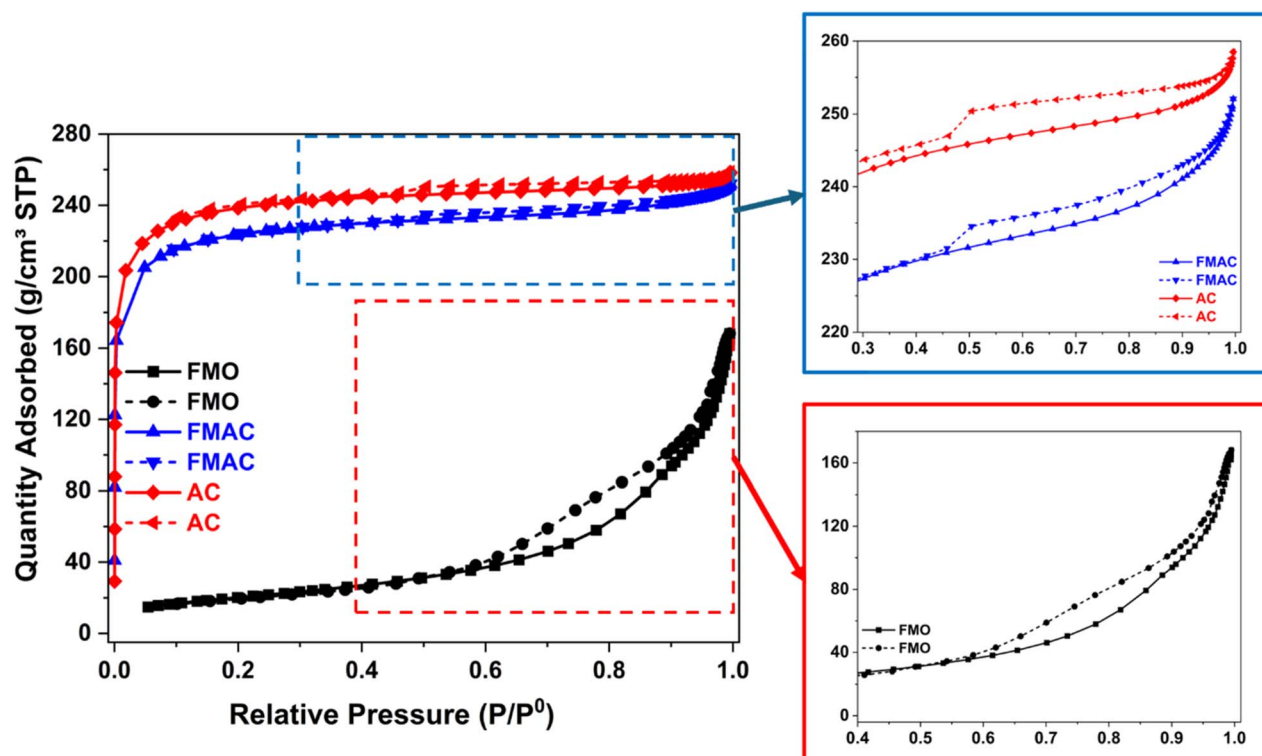 280
240
200
160
120
80
40
0
Quantity Adsorbed (g/cm³ STP)
FMO
FMO
FMAC
FMAC
AC
AC
0.0 0.2 0.4 0.6 0.8 1.0
Relative Pressure (P/P⁰)
260
250
240
230
220
FMAC
FMAC
AC
AC
0.3 0.4 0.5 0.6 0.7 0.8 0.9 1.0
160
120
80
40
0
FMO
FMO
0.4 0.5 0.6 0.7 0.8 0.9 1.0